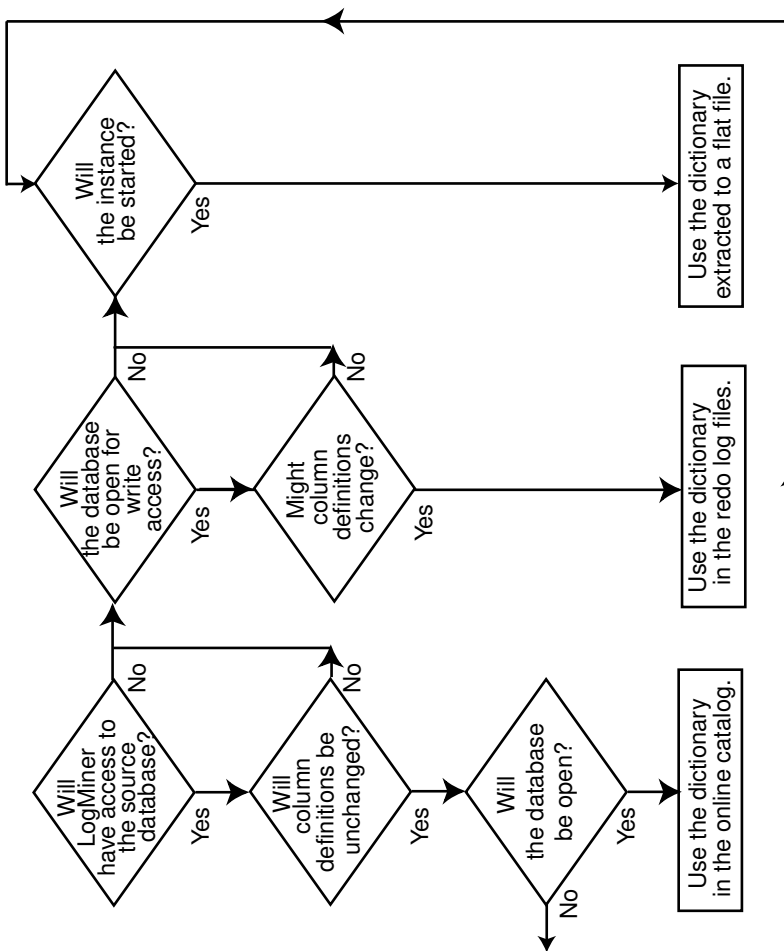 Will
LogMiner
have access to
the source
database?
No
Yes
Will
column
definitions be
unchanged?
No
Yes
Will
the database
be open?
No
Yes
Use the dictionary
in the online catalog.
Will
the database
be open for
write
access?
No
Yes
Might
column
definitions
change?
No
Yes
Use the dictionary
in the redo log files.
Will
the instance
be started?
Yes
Use the dictionary
extracted to a flat file.